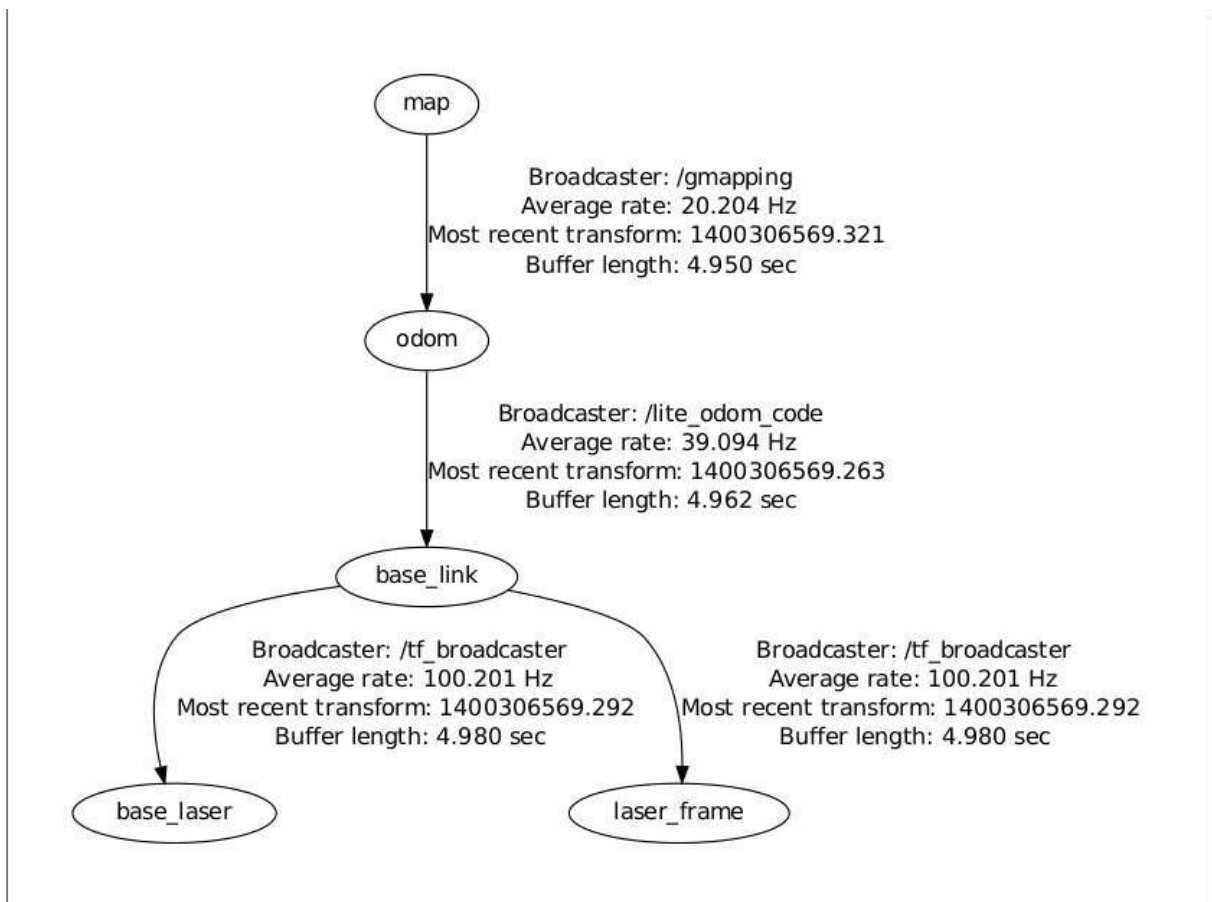 map
Broadcaster: /gmapping
Average rate: 20.204 Hz
Most recent transform: 1400306569.321
Buffer length: 4.950 sec
odom
Broadcaster: /lite_odom_code
Average rate: 39.094 Hz
Most recent transform: 1400306569.263
Buffer length: 4.962 sec
base_link
Broadcaster: /tf_broadcaster
Average rate: 100.201 Hz
Most recent transform: 1400306569.292
Buffer length: 4.980 sec
Broadcaster: /tf_broadcaster
Average rate: 100.201 Hz
Most recent transform: 1400306569.292
Buffer length: 4.980 sec
base_laser
laser_frame